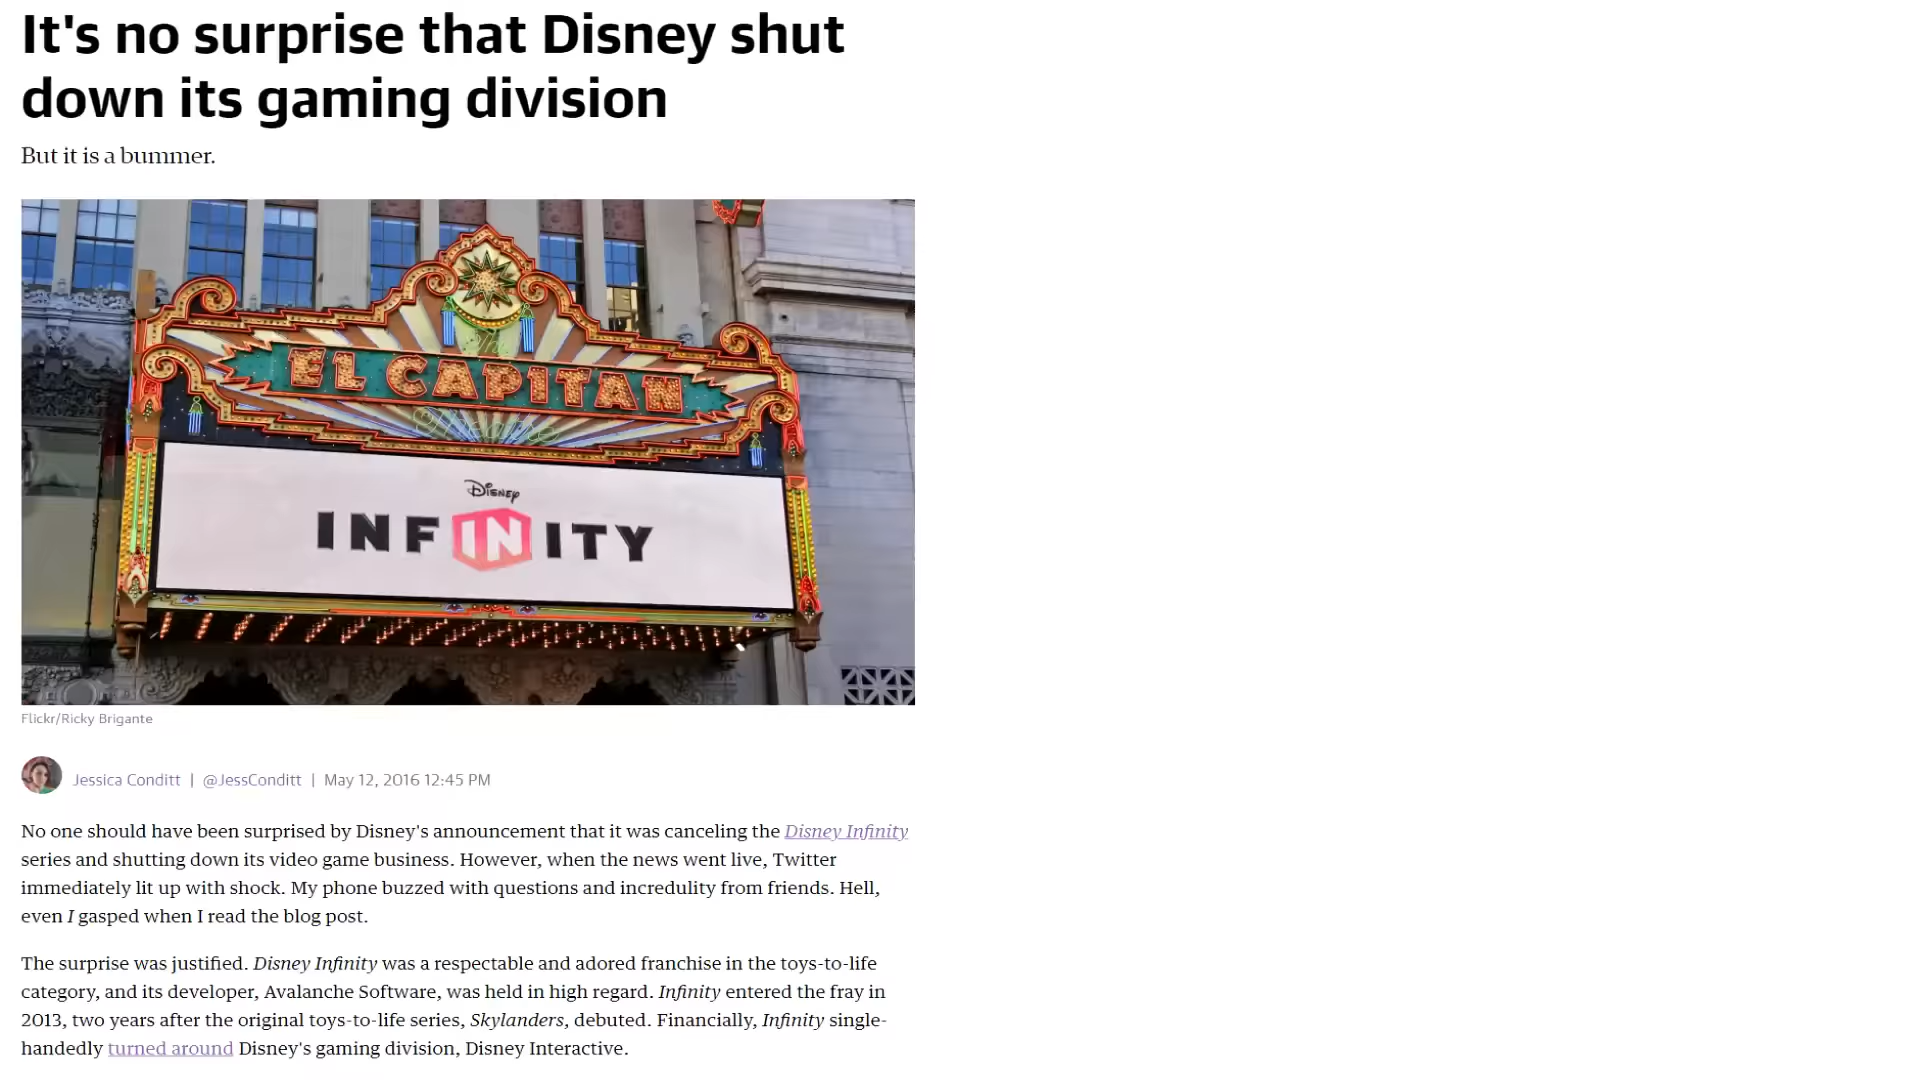 It's no surprise that Disney shut
down its gaming division
But it is a bummer.
The
EL CAPITAN
Theatre
Disney
INFINITY
Flickr/Ricky Brigante
Jessica Conditt | @JessConditt | May 12, 2016 12:45 PM
No one should have been surprised by Disney's announcement that it was canceling the Disney Infinity
series and shutting down its video game business. However, when the news went live, Twitter
immediately lit up with shock. My phone buzzed with questions and incredulity from friends. Hell,
even I gasped when I read the blog post.
The surprise was justified. Disney Infinity was a respectable and adored franchise in the toys-to-life
category, and its developer, Avalanche Software, was held in high regard. Infinity entered the fray in
2013, two years after the original toys-to-life series, Skylanders, debuted. Financially, Infinity single-
handedly turned around Disney's gaming division, Disney Interactive.